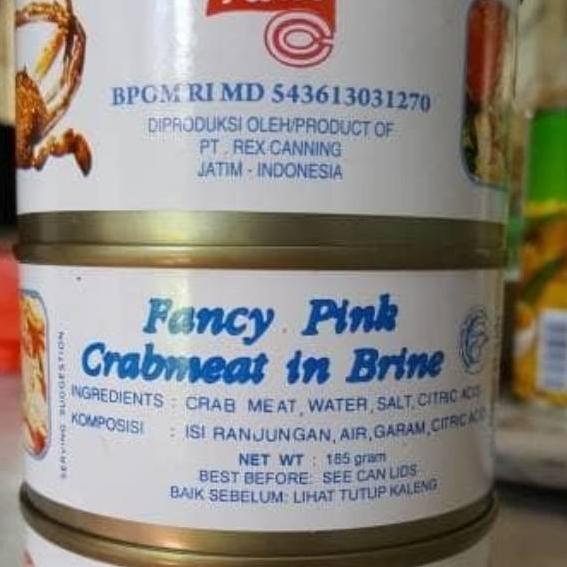 BPOM RI MD 543613031270
DIPRODUKSI OLEH/PRODUCT OF
PT . REX CANNING
JATIM - INDONESIA
Fancy Pink
Crabmeat in Brine
SERVING SUGGESTION
INGREDIENTS : CRAB MEAT, WATER, SALT, CITRIC ACID
KOMPOSISI : ISI RANJUNGAN, AIR, GARAM, CITRIC ACID
NET WT : 185 gram
BEST BEFORE: SEE CAN LIDS
BAIK SEBELUM: LIHAT TUTUP KALENG